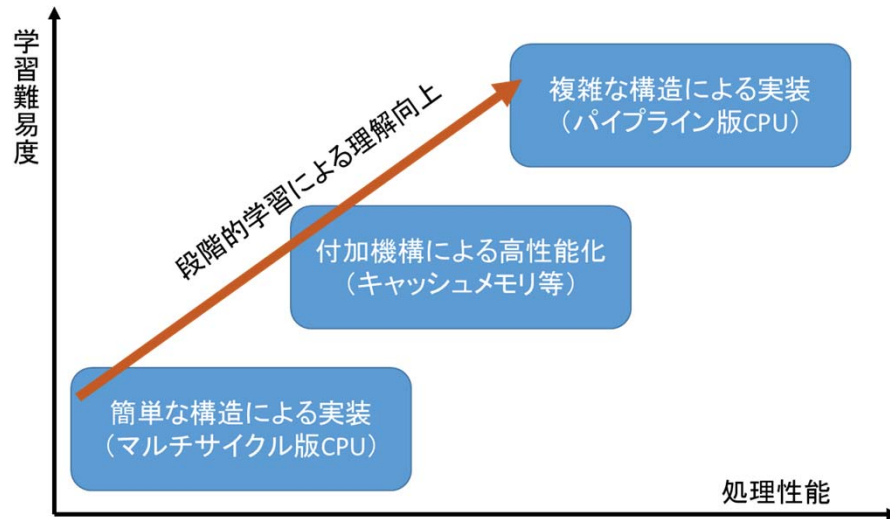 学習難易度
複雑な構造による実装
（パイプライン版CPU）
段階的学習による理解向上
付加機構による高性能化
（キャッシュメモリ等）
簡単な構造による実装
（マルチサイクル版CPU）
処理性能